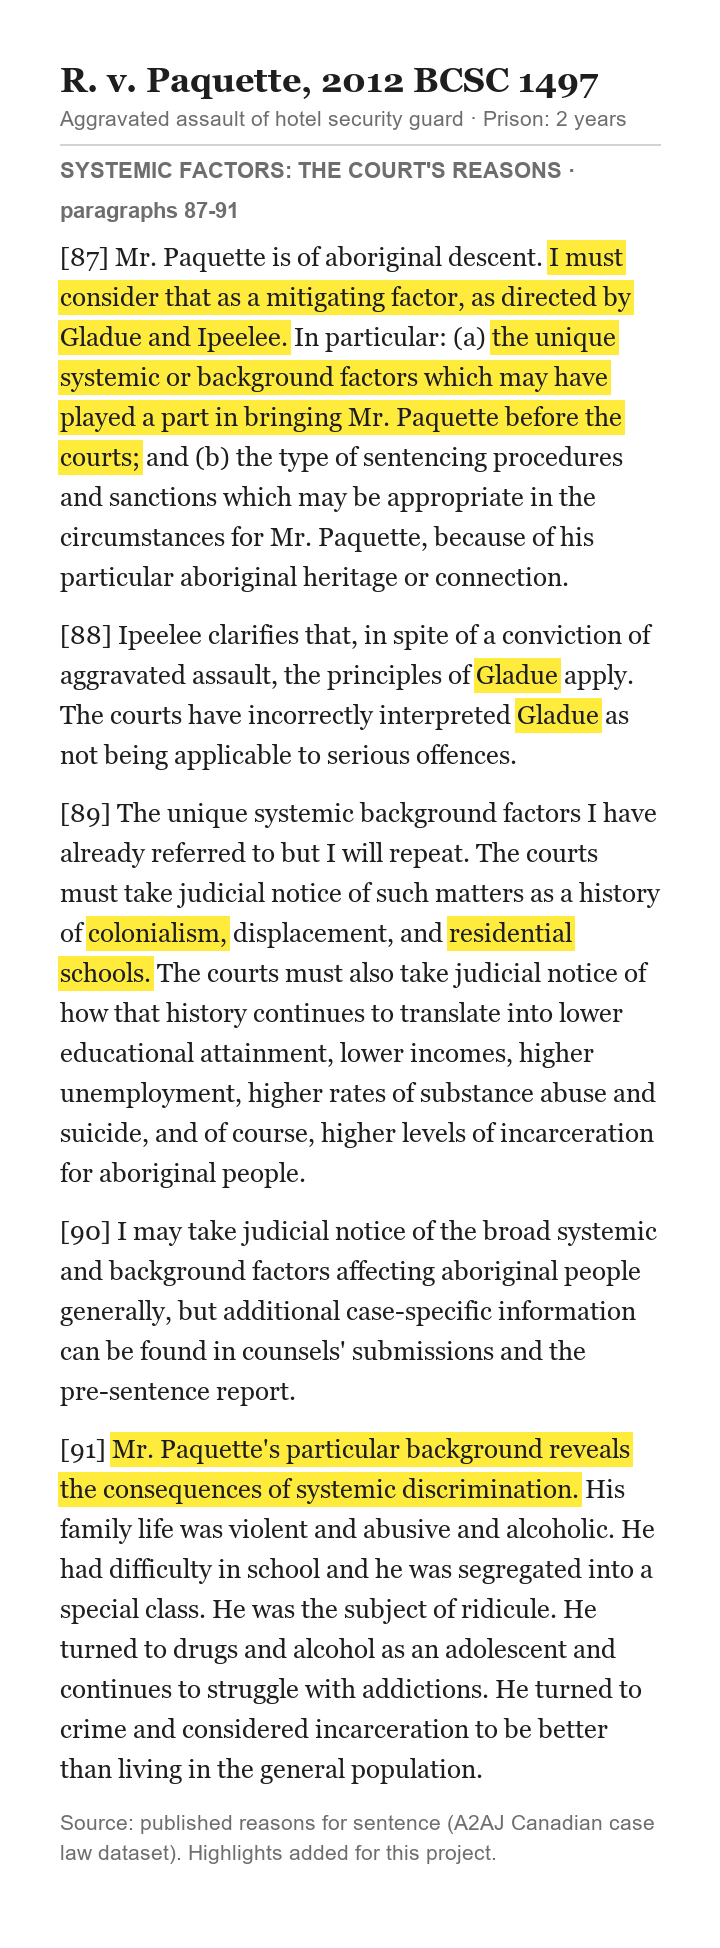 R. v. Paquette, 2012 BCSC 1497
Aggravated assault of hotel security guard · Prison: 2 years
SYSTEMIC FACTORS: THE COURT'S REASONS ·
paragraphs 87-91
[87] Mr. Paquette is of aboriginal descent. I must
consider that as a mitigating factor, as directed by
Gladue and Ipeelee. In particular: (a) the unique
systemic or background factors which may have
played a part in bringing Mr. Paquette before the
courts; and (b) the type of sentencing procedures
and sanctions which may be appropriate in the
circumstances for Mr. Paquette, because of his
particular aboriginal heritage or connection.
[88] Ipeelee clarifies that, in spite of a conviction of
aggravated assault, the principles of Gladue apply.
The courts have incorrectly interpreted Gladue as
not being applicable to serious offences.
[89] The unique systemic background factors I have
already referred to but I will repeat. The courts
must take judicial notice of such matters as a history
of colonialism, displacement, and residential
schools. The courts must also take judicial notice of
how that history continues to translate into lower
educational attainment, lower incomes, higher
unemployment, higher rates of substance abuse and
suicide, and of course, higher levels of incarceration
for aboriginal people.
[90] I may take judicial notice of the broad systemic
and background factors affecting aboriginal people
generally, but additional case-specific information
can be found in counsels' submissions and the
pre-sentence report.
[91] Mr. Paquette's particular background reveals
the consequences of systemic discrimination. His
family life was violent and abusive and alcoholic. He
had difficulty in school and he was segregated into a
special class. He was the subject of ridicule. He
turned to drugs and alcohol as an adolescent and
continues to struggle with addictions. He turned to
crime and considered incarceration to be better
than living in the general population.
Source: published reasons for sentence (A2AJ Canadian case
law dataset). Highlights added for this project.